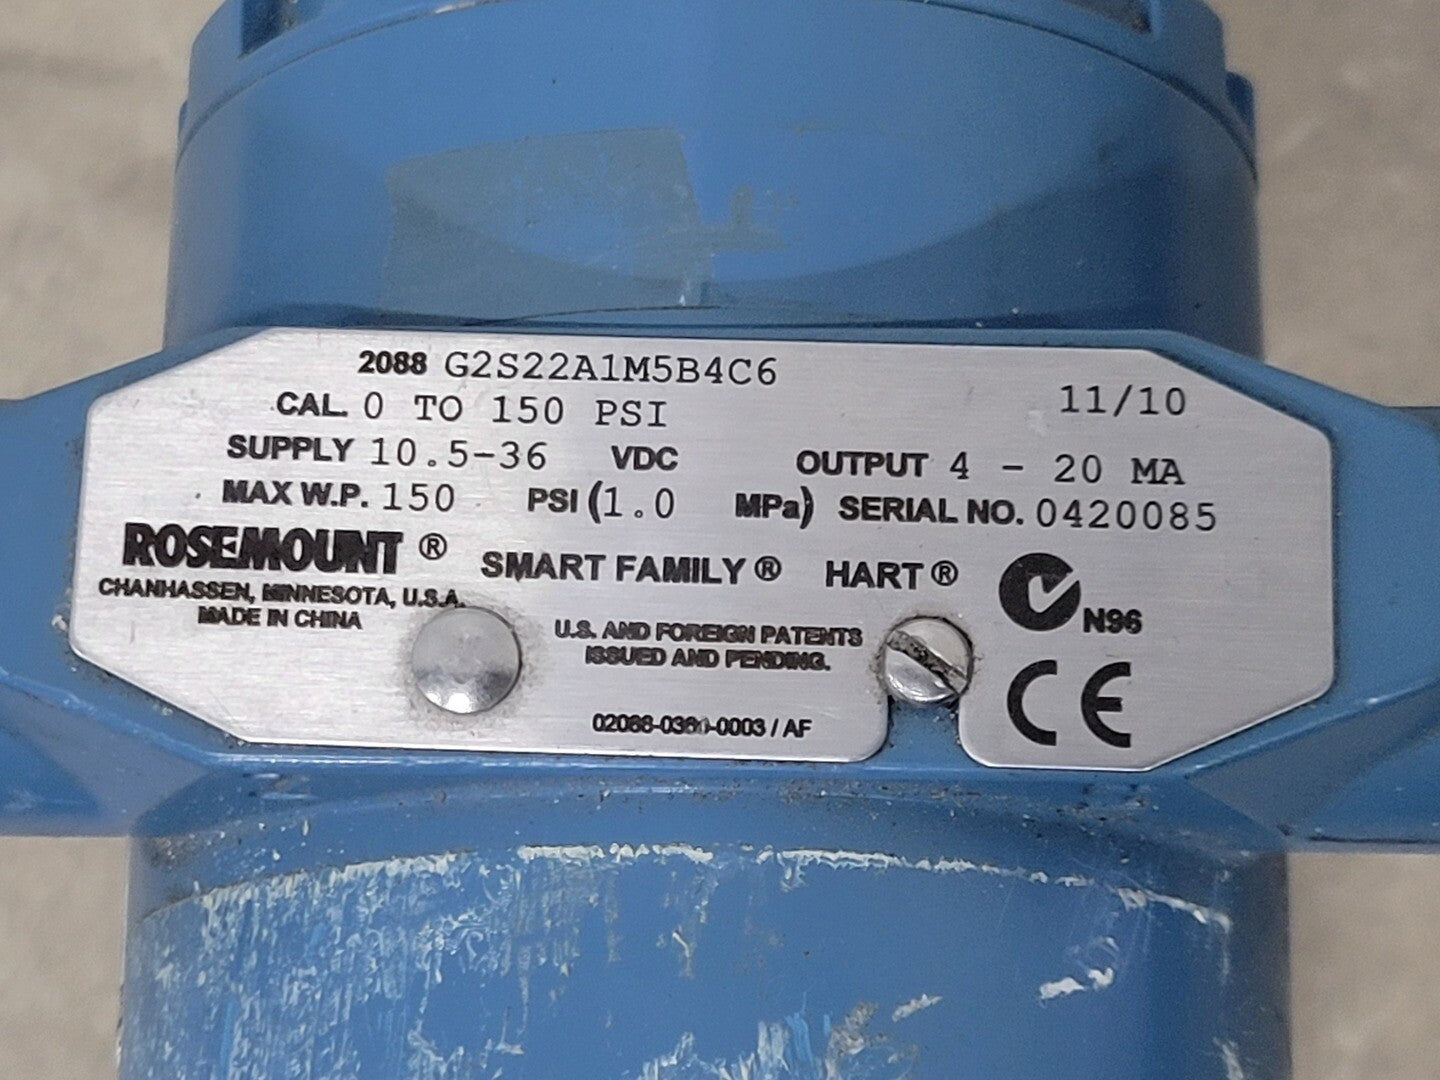 2088 G2S22A1M5B4C6
11/10
CAL. 0 TO 150 PSI
SUPPLY 10.5-36 VDC OUTPUT 4 - 20 MA
MAX W.P. 150 PSI (1.0 MPa) SERIAL NO. 0420085
ROSEMOUNT ® SMART FAMILY ® HART ®
CHANHASSEN, MINNESOTA, U.S.A.
MADE IN CHINA
N96
U.S. AND FOREIGN PATENTS
ISSUED AND PENDING.
CE
/ AF